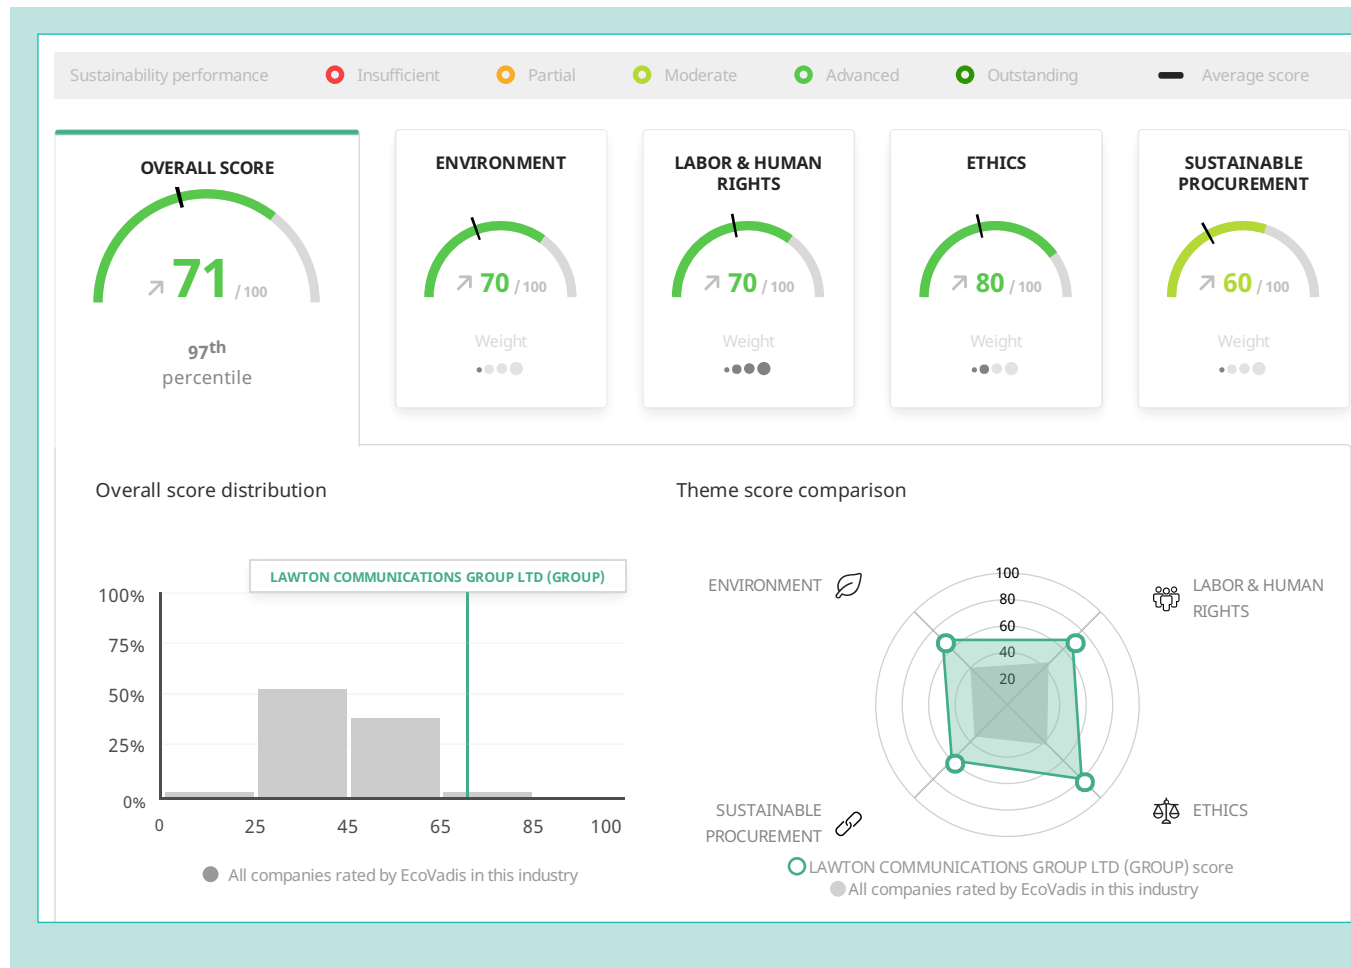 Sustainability performance
Insufficient
Partial
Moderate
Advanced
Outstanding
Average score
OVERALL SCORE
71 / 100
97th
percentile
ENVIRONMENT
70 / 100
Weight
LABOR & HUMAN
RIGHTS
70 / 100
Weight
ETHICS
80 / 100
Weight
SUSTAINABLE
PROCUREMENT
60 / 100
Weight
Overall score distribution
LAWTON COMMUNICATIONS GROUP LTD (GROUP)
100%
75%
50%
25%
0%
0 25 45 65 85 100
All companies rated by EcoVadis in this industry
Theme score comparison
ENVIRONMENT
LABOR & HUMAN
RIGHTS
100
80
60
40
20
SUSTAINABLE
PROCUREMENT
ETHICS
LAWTON COMMUNICATIONS GROUP LTD (GROUP) score
All companies rated by EcoVadis in this industry